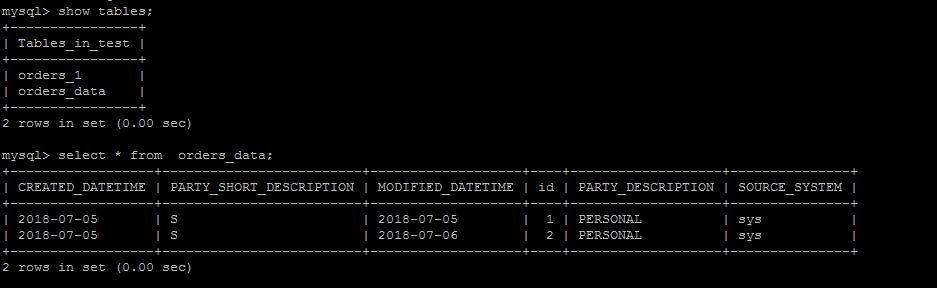 mysql> show tables;
+----------------+
| Tables_in_test |
+----------------+
| orders_1       |
| orders_data    |
+----------------+
2 rows in set (0.00 sec)
mysql> select * from  orders_data;
+------------------+-------------------------+-------------------+----+-------------------+---------------+
| CREATED_DATETIME | PARTY_SHORT_DESCRIPTION | MODIFIED_DATETIME | id | PARTY_DESCRIPTION | SOURCE_SYSTEM |
+------------------+-------------------------+-------------------+----+-------------------+---------------+
| 2018-07-05       | S                       | 2018-07-05        |  1 | PERSONAL          | sys           |
| 2018-07-05       | S                       | 2018-07-06        |  2 | PERSONAL          | sys           |
+------------------+-------------------------+-------------------+----+-------------------+---------------+
2 rows in set (0.00 sec)